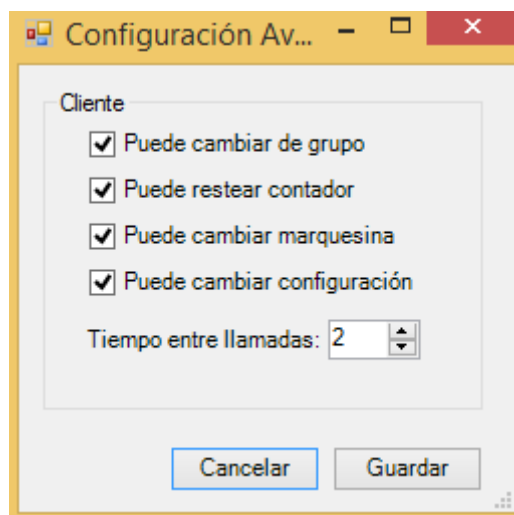 Configuración Av...
Cliente
Puede cambiar de grupo
Puede restear contador
Puede cambiar marquesina
Puede cambiar configuración
Tiempo entre llamadas: 2
Cancelar Guardar